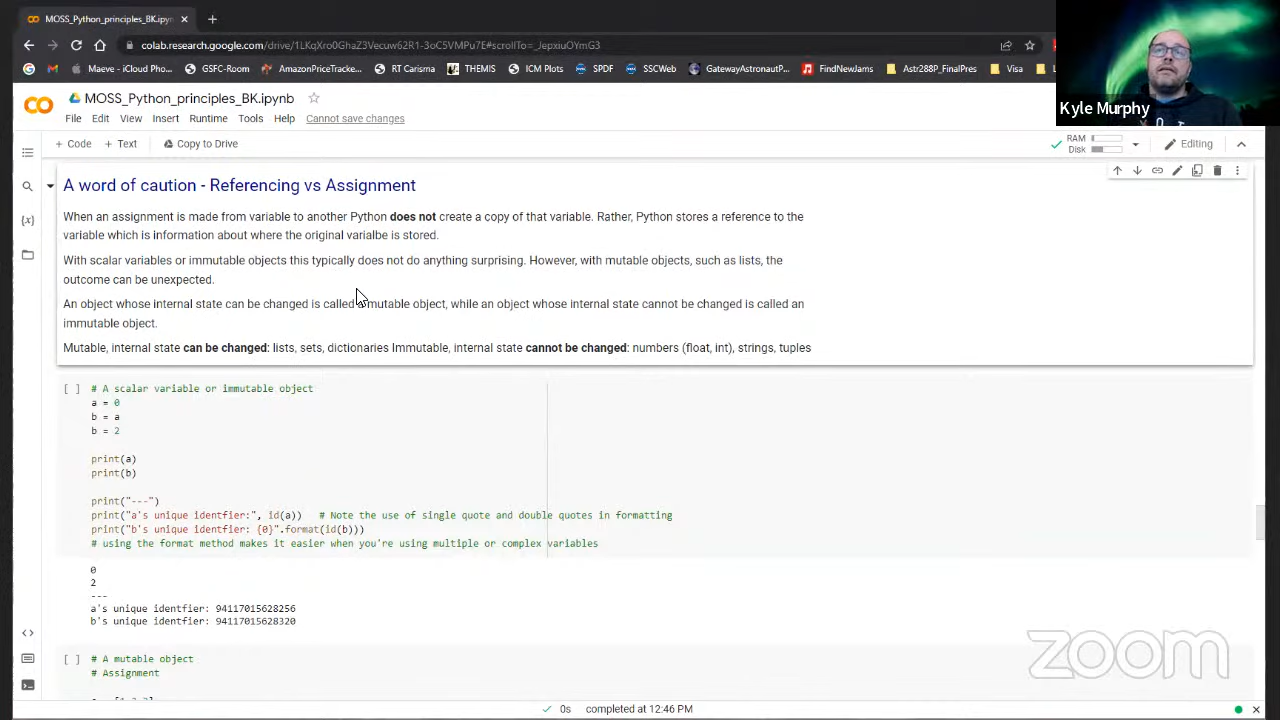 MOSS_Python_principles_BK.ipyn
colab.research.google.com/drive/1LKqXro0GhaZ3Vecuw62R1-3oC5VMPu7E#scrollTo=_JepxiuOYmG3
Maeve - iCloud Pho... GSFC-Room AmazonPriceTracke... RT Carisma THEMIS ICM Plots SPDF SSCWeb GatewayAstronautP... FindNewJams Astr288P_FinalPres Visa
Kyle Murphy
MOSS_Python_principles_BK.ipynb
File Edit View Insert Runtime Tools Help Cannot save changes
+ Code + Text Copy to Drive RAM Disk Editing
A word of caution - Referencing vs Assignment
When an assignment is made from variable to another Python does not create a copy of that variable. Rather, Python stores a reference to the
variable which is information about where the original varialbe is stored.
With scalar variables or immutable objects this typically does not do anything surprising. However, with mutable objects, such as lists, the
outcome can be unexpected.
An object whose internal state can be changed is called mutable object, while an object whose internal state cannot be changed is called an
immutable object.
Mutable, internal state can be changed: lists, sets, dictionaries Immutable, internal state cannot be changed: numbers (float, int), strings, tuples
[ ] # A scalar variable or immutable object
a = 0
b = a
b = 2
print(a)
print(b)
print("---")
print("a's unique identfier:", id(a)) # Note the use of single quote and double quotes in formatting
print("b's unique identfier: {0}".format(id(b)))
# using the format method makes it easier when you're using multiple or complex variables
0
2
---
a's unique identfier: 94117015628256
b's unique identfier: 94117015628320
[ ] # A mutable object
# Assignment
zoom
0s completed at 12:46 PM